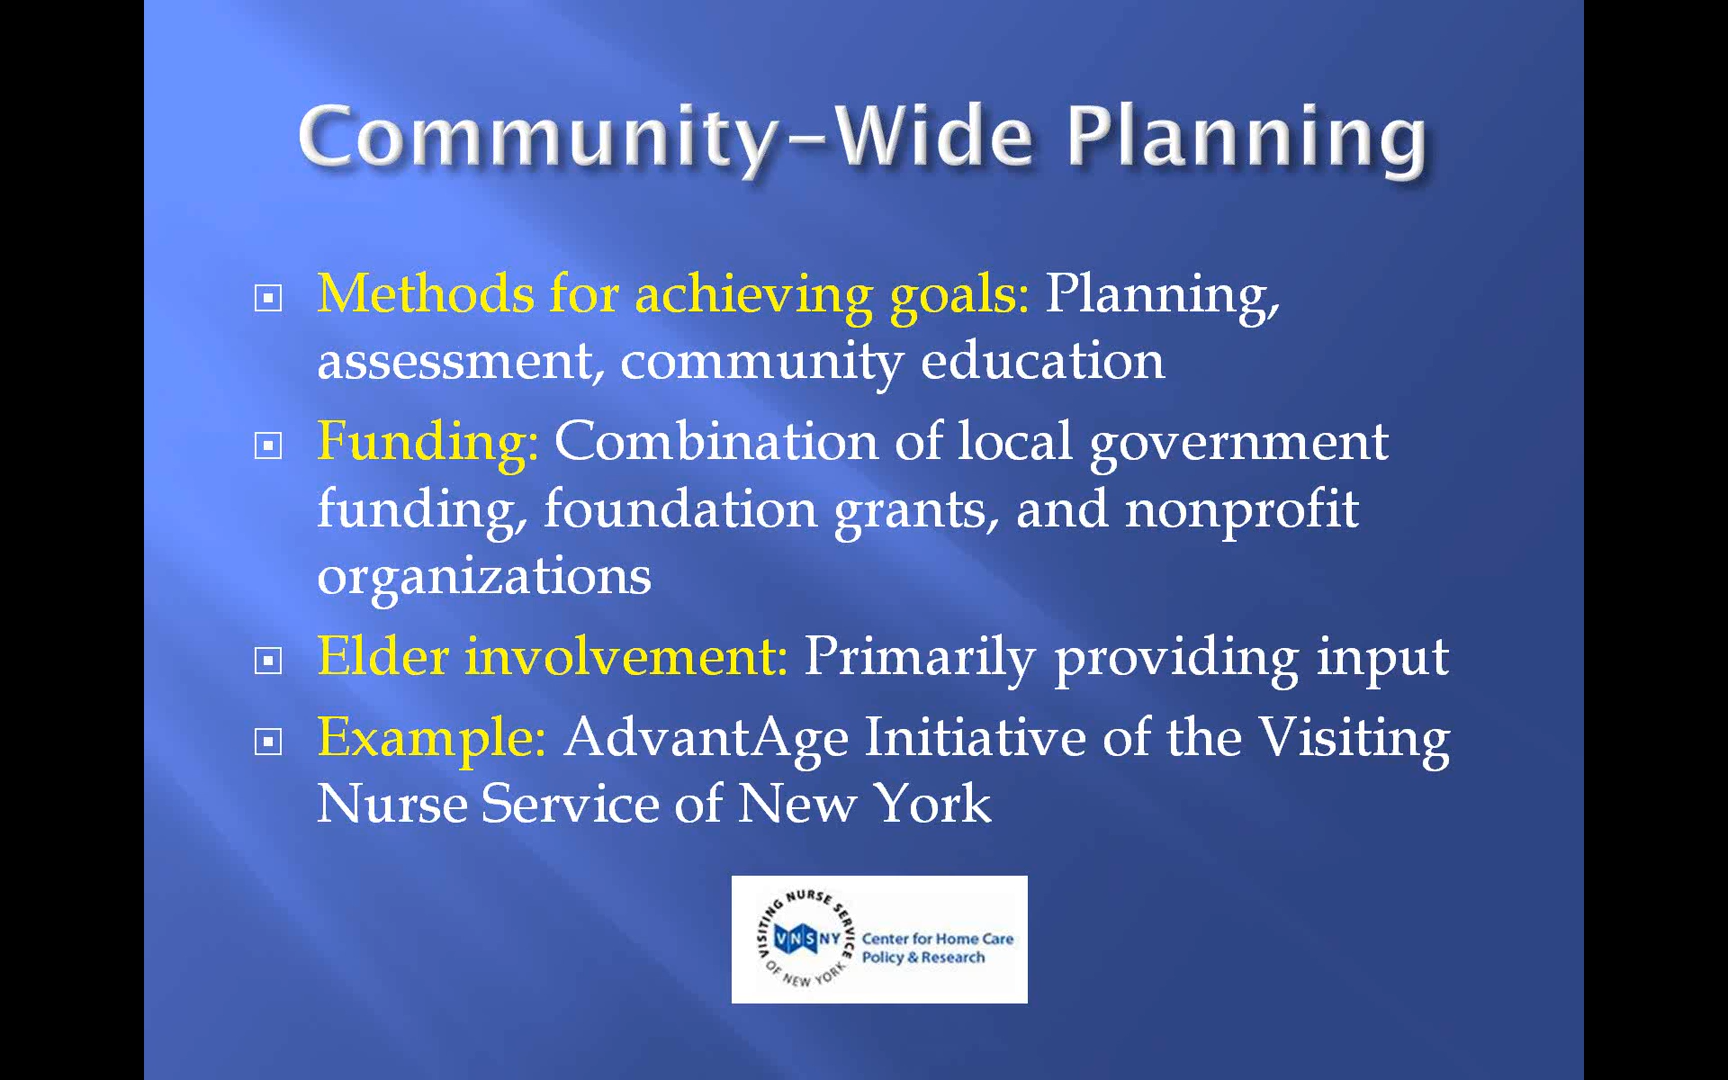 Community-Wide Planning
Methods for achieving goals: Planning,
assessment, community education
Funding: Combination of local government
funding, foundation grants, and nonprofit
organizations
Elder involvement: Primarily providing input
Example: AdvantAge Initiative of the Visiting
Nurse Service of New York
VISITING NURSE SERVICE
OF NEW YORK
VNSNY
Center for Home Care
Policy & Research